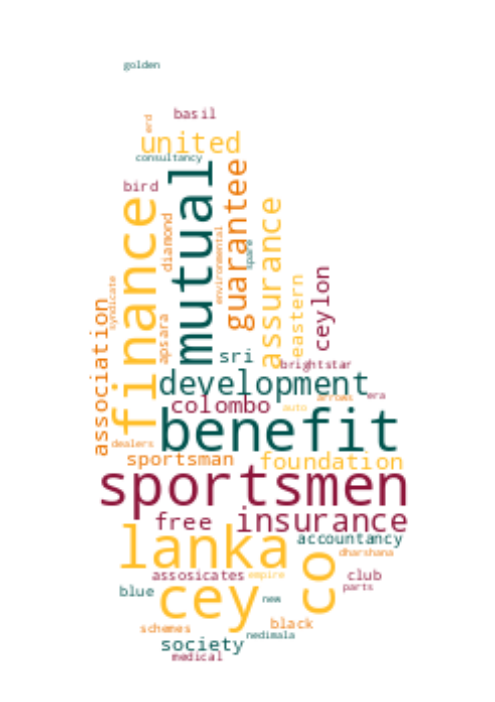 golden
erd
basil
united
consultancy
bird
mutual
finance
guarantee
diamond
assurance
environmental
spare
eastern
ceylon
syndicate
association
apsara
sri
brightstar
development
colombo
auto
arrows
era
benefit
dealers
sportsman
foundation
sportsmen
free
insurance
lanka
accountancy
dharshana
co
assosicates
empire
club
parts
blue
cey
new
schemes
black
nedimala
society
medical